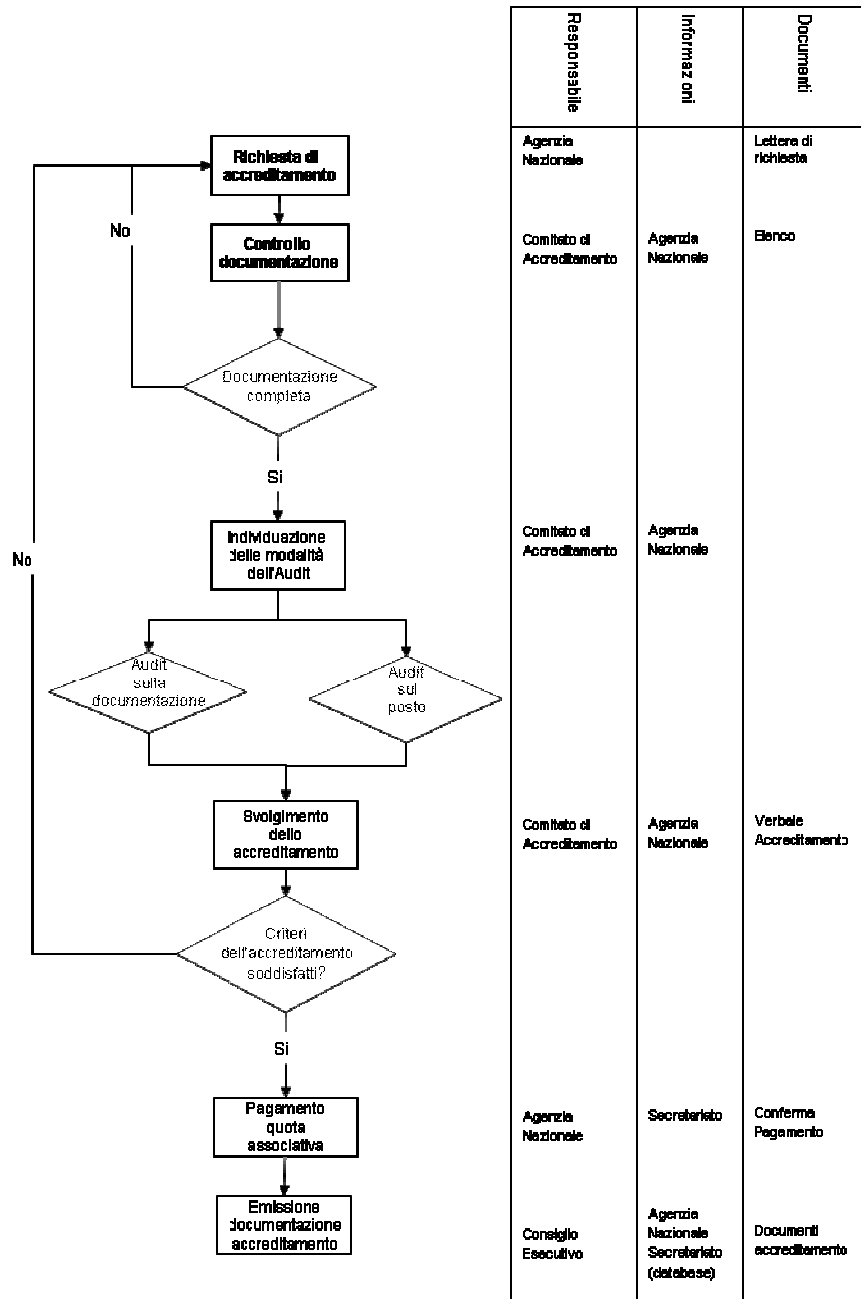 Responsabile
Informazioni
Documenti
Richiesta di
accreditamento
Agenzia
Nazionale
Lettera di
richiesta
No
Controllo
documentazione
Comitato di
Accreditamento
Agenzia
Nazionale
Elenco
Documentazione
completa
Si
Individuazione
delle modalità
dell'Audit
Comitato di
Accreditamento
Agenzia
Nazionale
No
Audit
sulla
documentazione
Audit
sul
posto
Svolgimento
dello
accreditamento
Comitato di
Accreditamento
Agenzia
Nazionale
Verbale
Accreditamento
Criteri
dell'accreditamento
soddisfatti?
Si
Pagamento
quota
associativa
Agenzia
Nazionale
Secretariato
Conferma
Pagamento
Emissione
documentazione
accreditamento
Consiglio
Esecutivo
Agenzia
Nazionale
Secretariato
(database)
Documenti
accreditamento